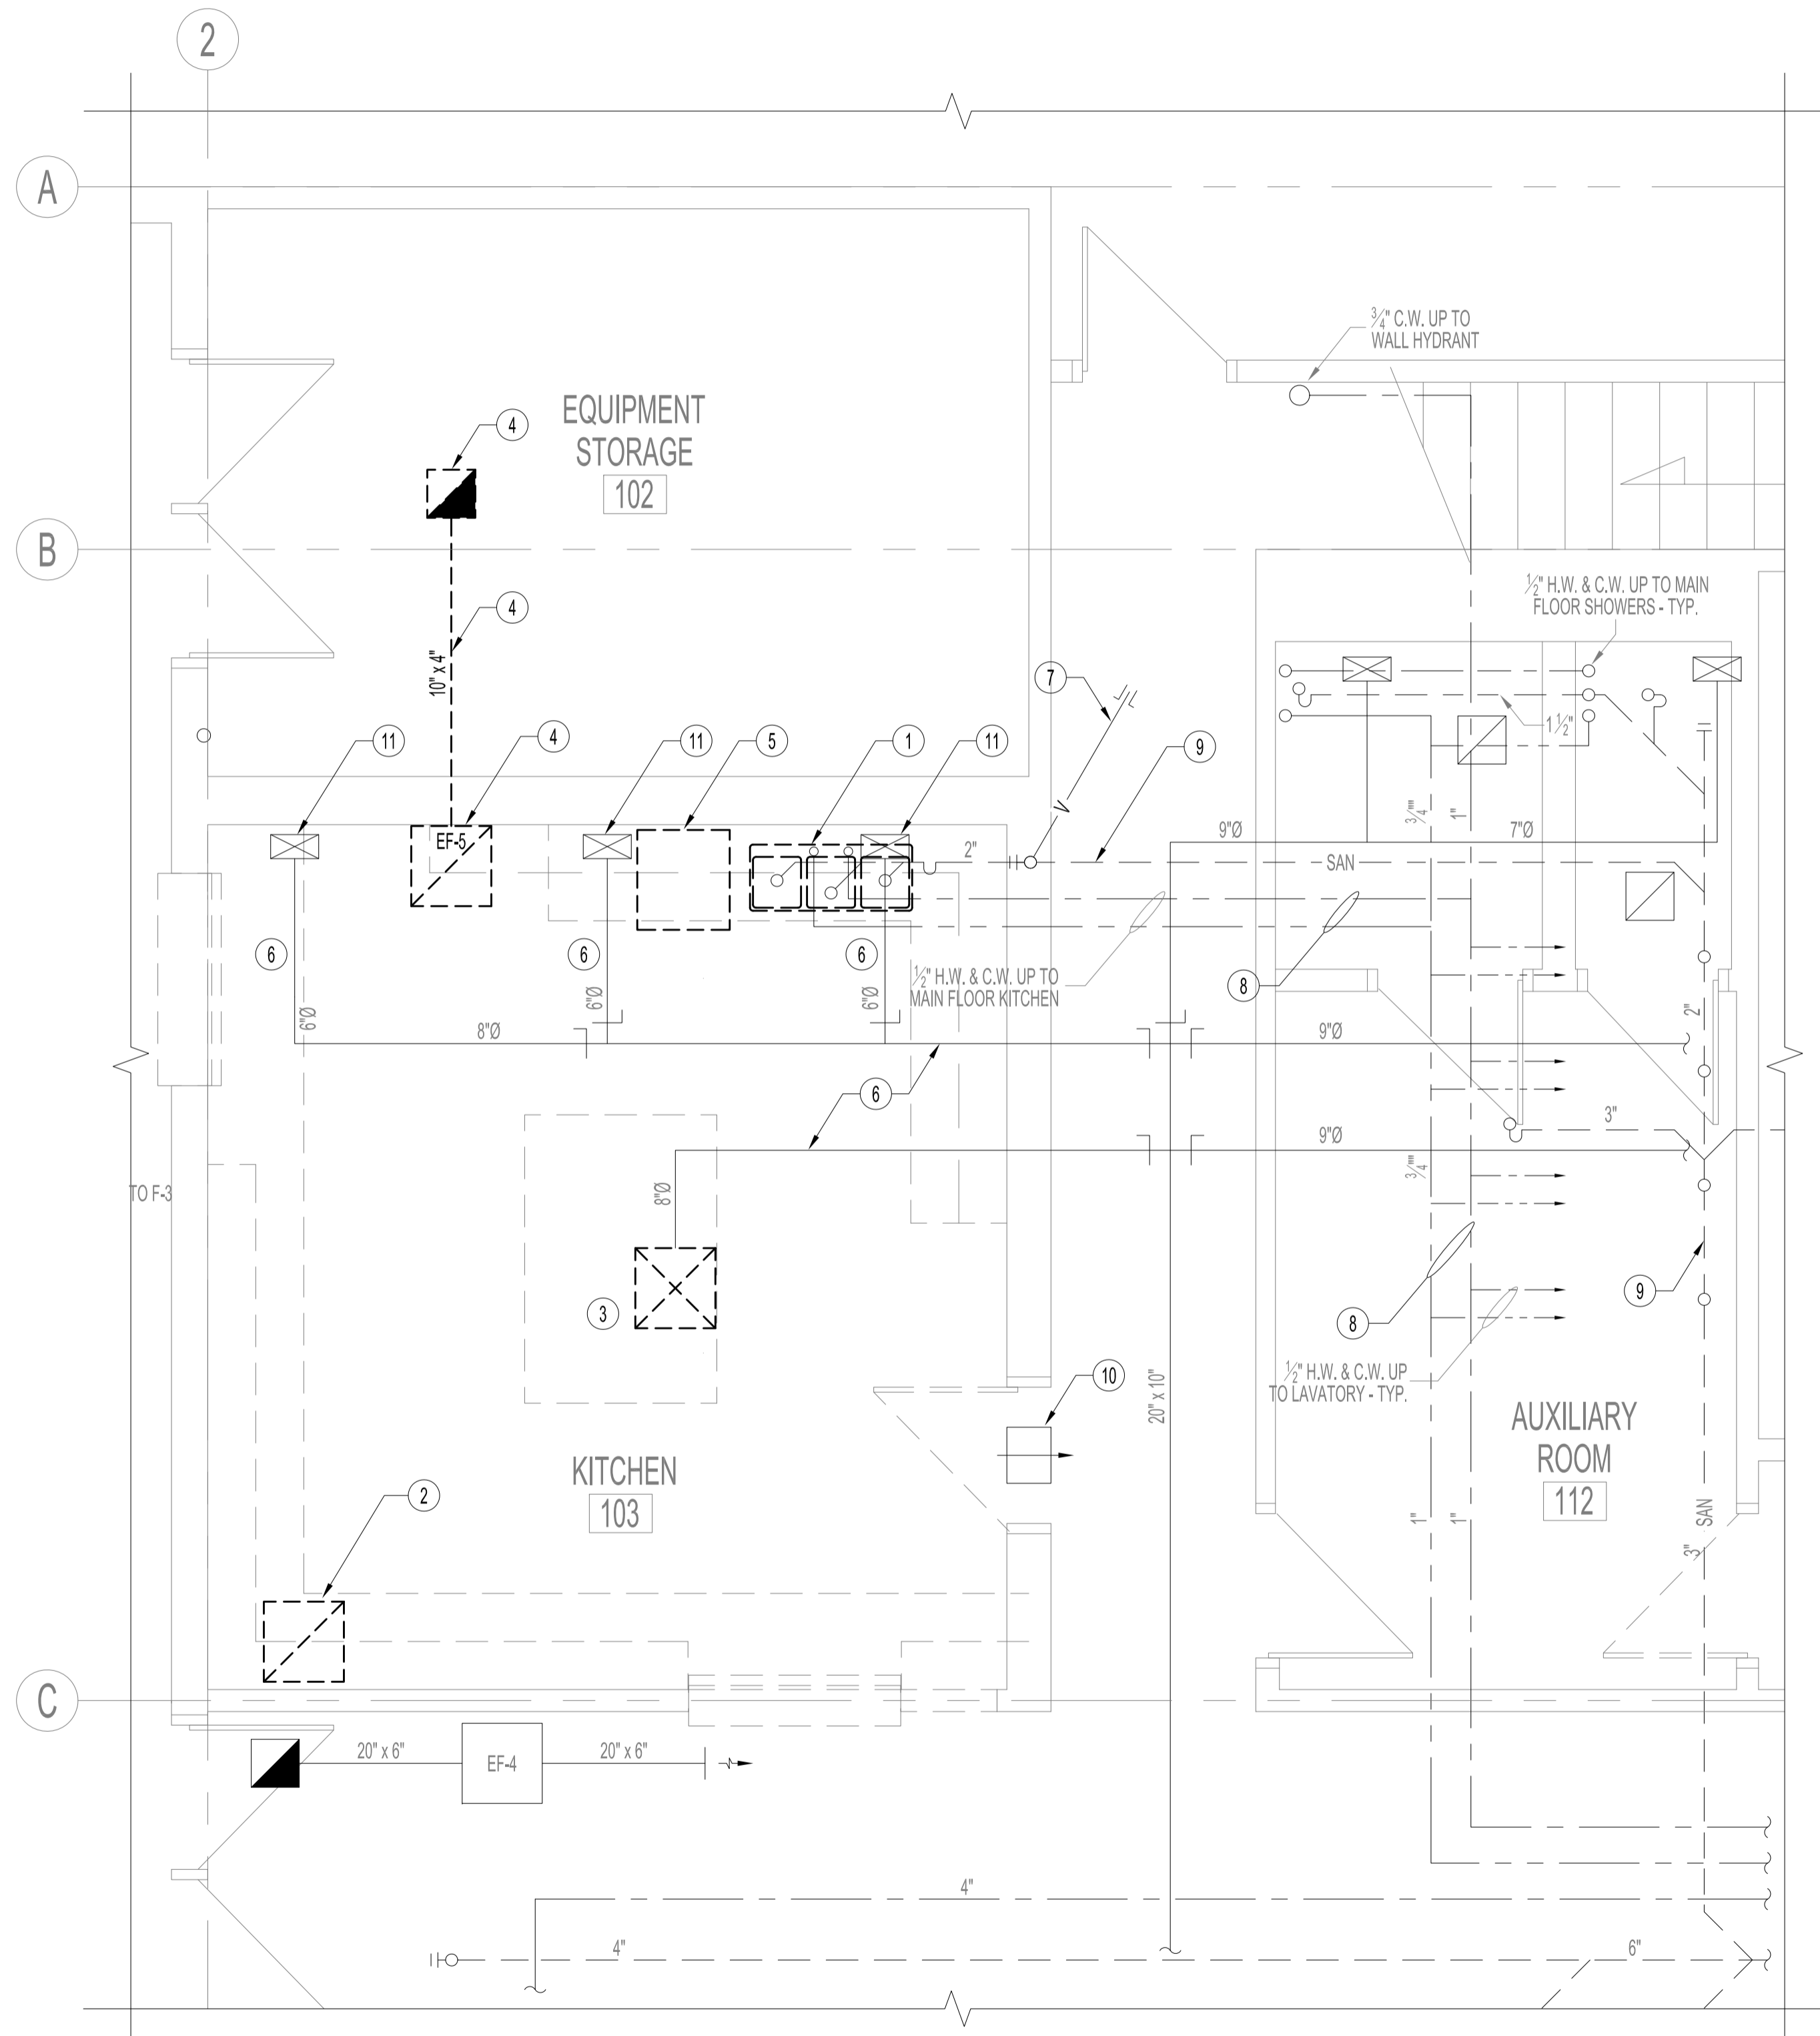 2
A
3/4" C.W. UP TO
WALL HYDRANT
EQUIPMENT
STORAGE
102
4
B
1/2" H.W. & C.W. UP TO MAIN
FLOOR SHOWERS - TYP.
4
10" x 4"
7
11
4
11
5
1
11
9
1 1/2"
EF-5
V
2"
SAN
9"Ø
7"Ø
3/4""
1"
6
6
6
1/2" H.W. & C.W. UP TO
MAIN FLOOR KITCHEN
8
6"Ø
6"Ø
6"Ø
2"
8"Ø
9"Ø
6
3"
9"Ø
3/4""
TO F-3
8"Ø
3
9
8
1/2" H.W. & C.W. UP
TO LAVATORY - TYP.
10
20" x 10"
AUXILIARY
ROOM
112
KITCHEN
103
2
1"
1"
SAN
3"
C
20" x 6"
EF-4
20" x 6"
4"
4"
6"